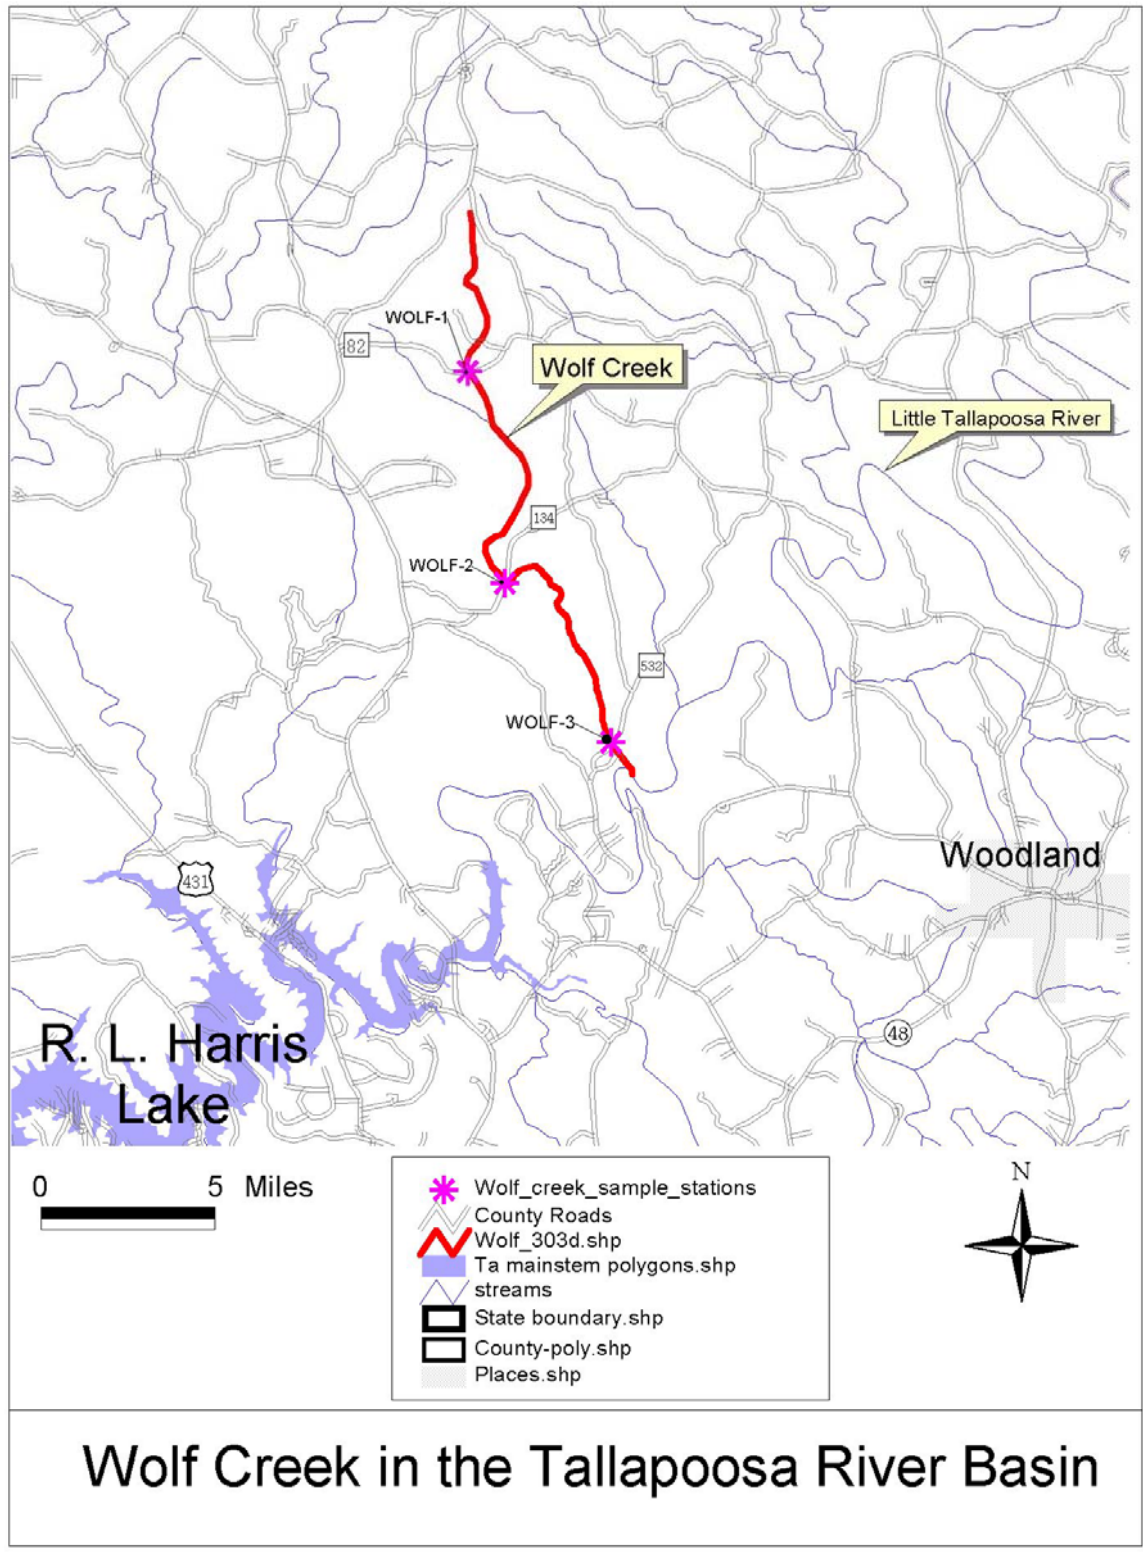 WOLF-1
82
Wolf Creek
Little Tallapoosa River
134
WOLF-2
532
WOLF-3
Woodland
431
48
R. L. Harris
Lake
0 5 Miles
N
Wolf_creek_sample_stations
County Roads
Wolf_303d.shp
Ta mainstem polygons.shp
streams
State boundary.shp
County-poly.shp
Places.shp
Wolf Creek in the Tallapoosa River Basin